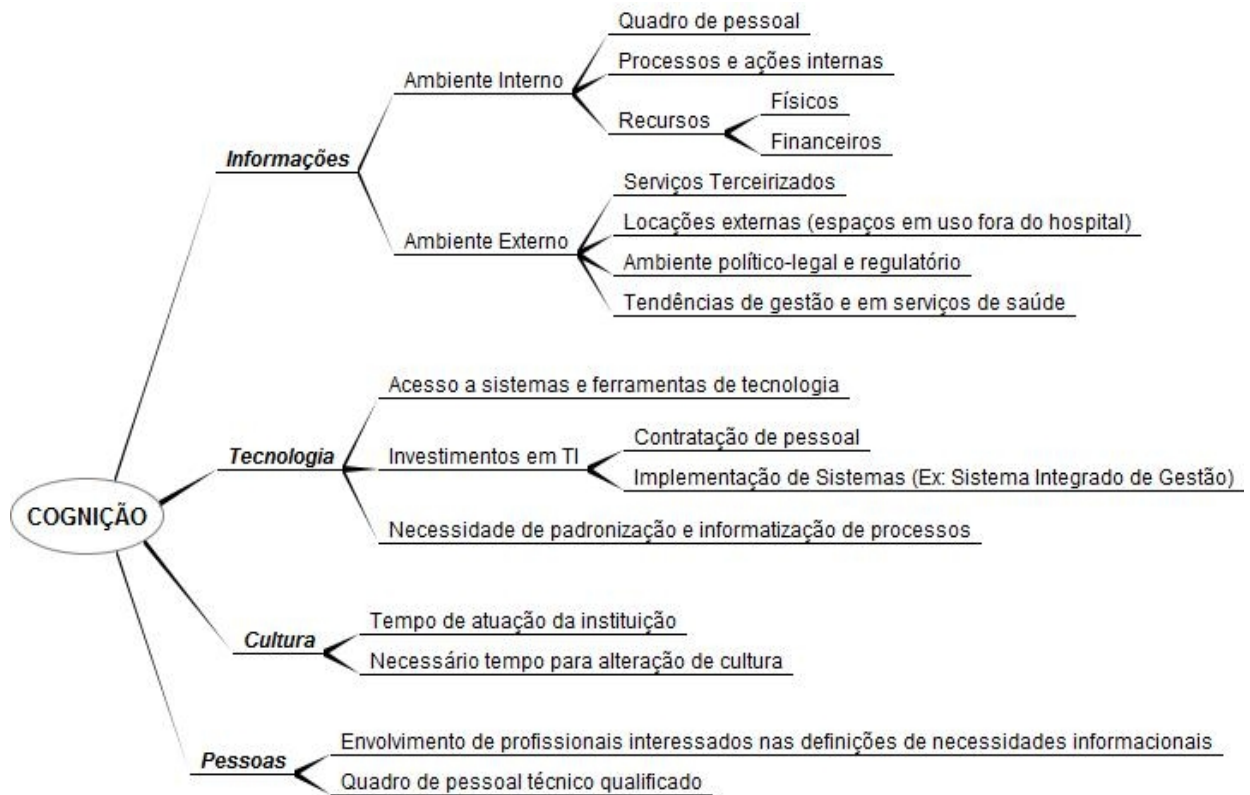 COGNIÇÃO
Informações
Ambiente Interno
Quadro de pessoal
Processos e ações internas
Recursos
Físicos
Financeiros
Ambiente Externo
Serviços Terceirizados
Locações externas (espaços em uso fora do hospital)
Ambiente político-legal e regulatório
Tendências de gestão e em serviços de saúde
Tecnologia
Acesso a sistemas e ferramentas de tecnologia
Investimentos em TI
Contratação de pessoal
Implementação de Sistemas (Ex: Sistema Integrado de Gestão)
Necessidade de padronização e informatização de processos
Cultura
Tempo de atuação da instituição
Necessário tempo para alteração de cultura
Pessoas
Envolvimento de profissionais interessados nas definições de necessidades informacionais
Quadro de pessoal técnico qualificado